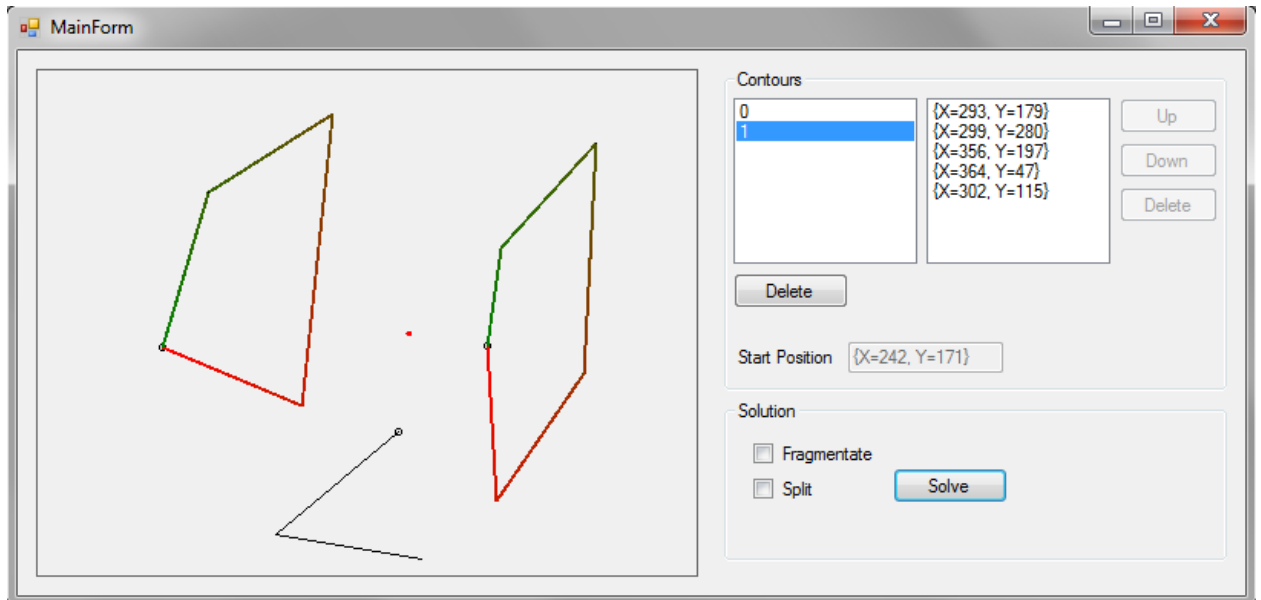 MainForm
Contours
0
1
{X=293, Y=179}
{X=299, Y=280}
{X=356, Y=197}
{X=364, Y=47}
{X=302, Y=115}
Up
Down
Delete
Delete
Start Position {X=242, Y=171}
Solution
Fragmentate
Split
Solve